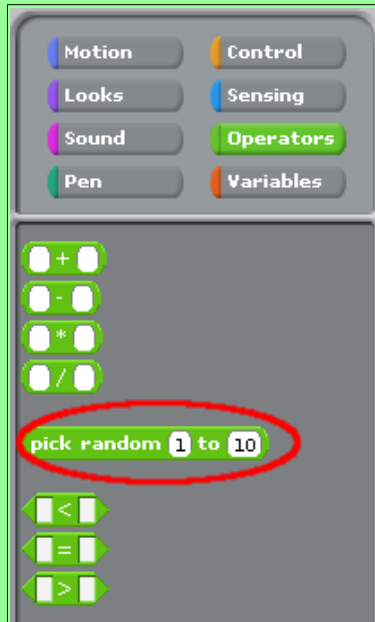 Motion Control
Looks Sensing
Sound Operators
Pen Variables
+
-
*
/
pick random 1 to 10
<
=
>